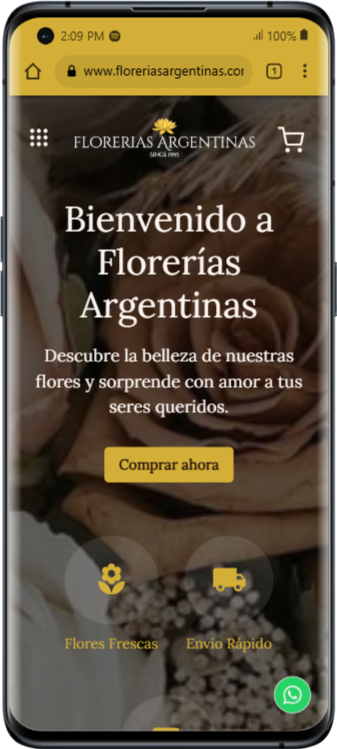 2:09 PM
100%
www.floreriasargentinas.cor
1
FLORERIAS ARGENTINAS
SINCE 1995
Bienvenido a
Florerías
Argentinas
Descubre la belleza de nuestras
flores y sorprende con amor a tus
seres queridos.
Comprar ahora
Flores Frescas
Envío Rápido